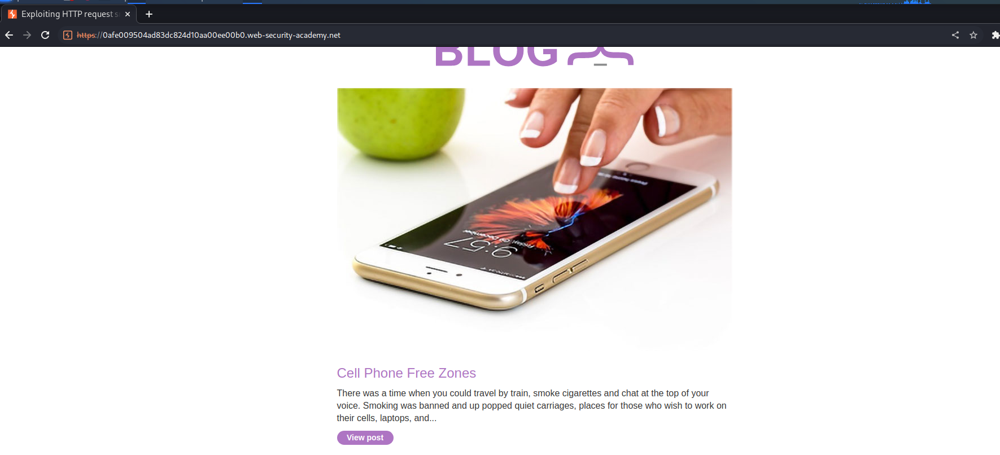 Exploiting HTTP request s
https://0afe009504ad83dc824d10aa00ee00b0.web-security-academy.net
BLOG
9:57
Cell Phone Free Zones
There was a time when you could travel by train, smoke cigarettes and chat at the top of your
voice. Smoking was banned and up popped quiet carriages, places for those who wish to work on
their cells, laptops, and...
View post